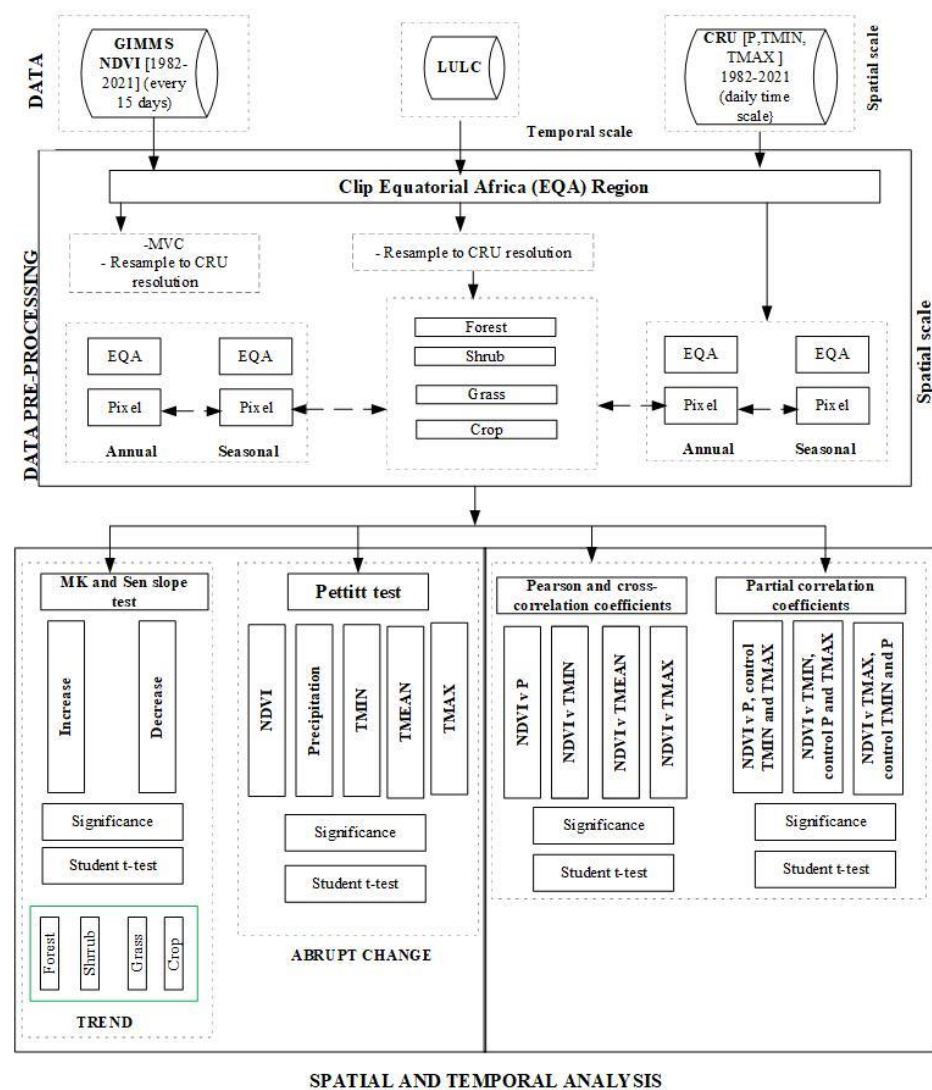 DATA
GIMMS
NDVI [1982-
2021] (every
15 days)
LULC
CRU [P,TMIN,
TMAX ]
1982-2021
(daily time
scale}
Spatial scale
Temporal scale
DATA PRE-PROCESSING
Clip Equatorial Africa (EQA) Region
-MVC
- Resample to CRU
resolution
- Resample to CRU resolution
Forest
Shrub
Grass
Crop
EQA
EQA
Pixel
Pixel
Annual
Seasonal
EQA
EQA
Pixel
Pixel
Annual
Seasonal
Spatial scale
MK and Sen slope
test
Increase
Decrease
Significance
Student t-test
Forest
Shrrub
Grass
Crop
TREND
Pettitt test
NDVI
Precipitation
TMIN
TMEAN
TMAX
Significance
Student t-test
ABRUPT CHANGE
Pearson and cross-
correlation coefficients
NDVI v P
NDVI v TMIN
NDVI v TMEAN
NDVI v TMAX
Significance
Student t-test
Partial correlation
coefficients
NDVI v P, control
TMIN and TMAX
NDVI v TMIN,
control P and TMAX
NDVI v TMAX,
control TMIN and P
Significance
Student t-test
SPATIAL AND TEMPORAL ANALYSIS